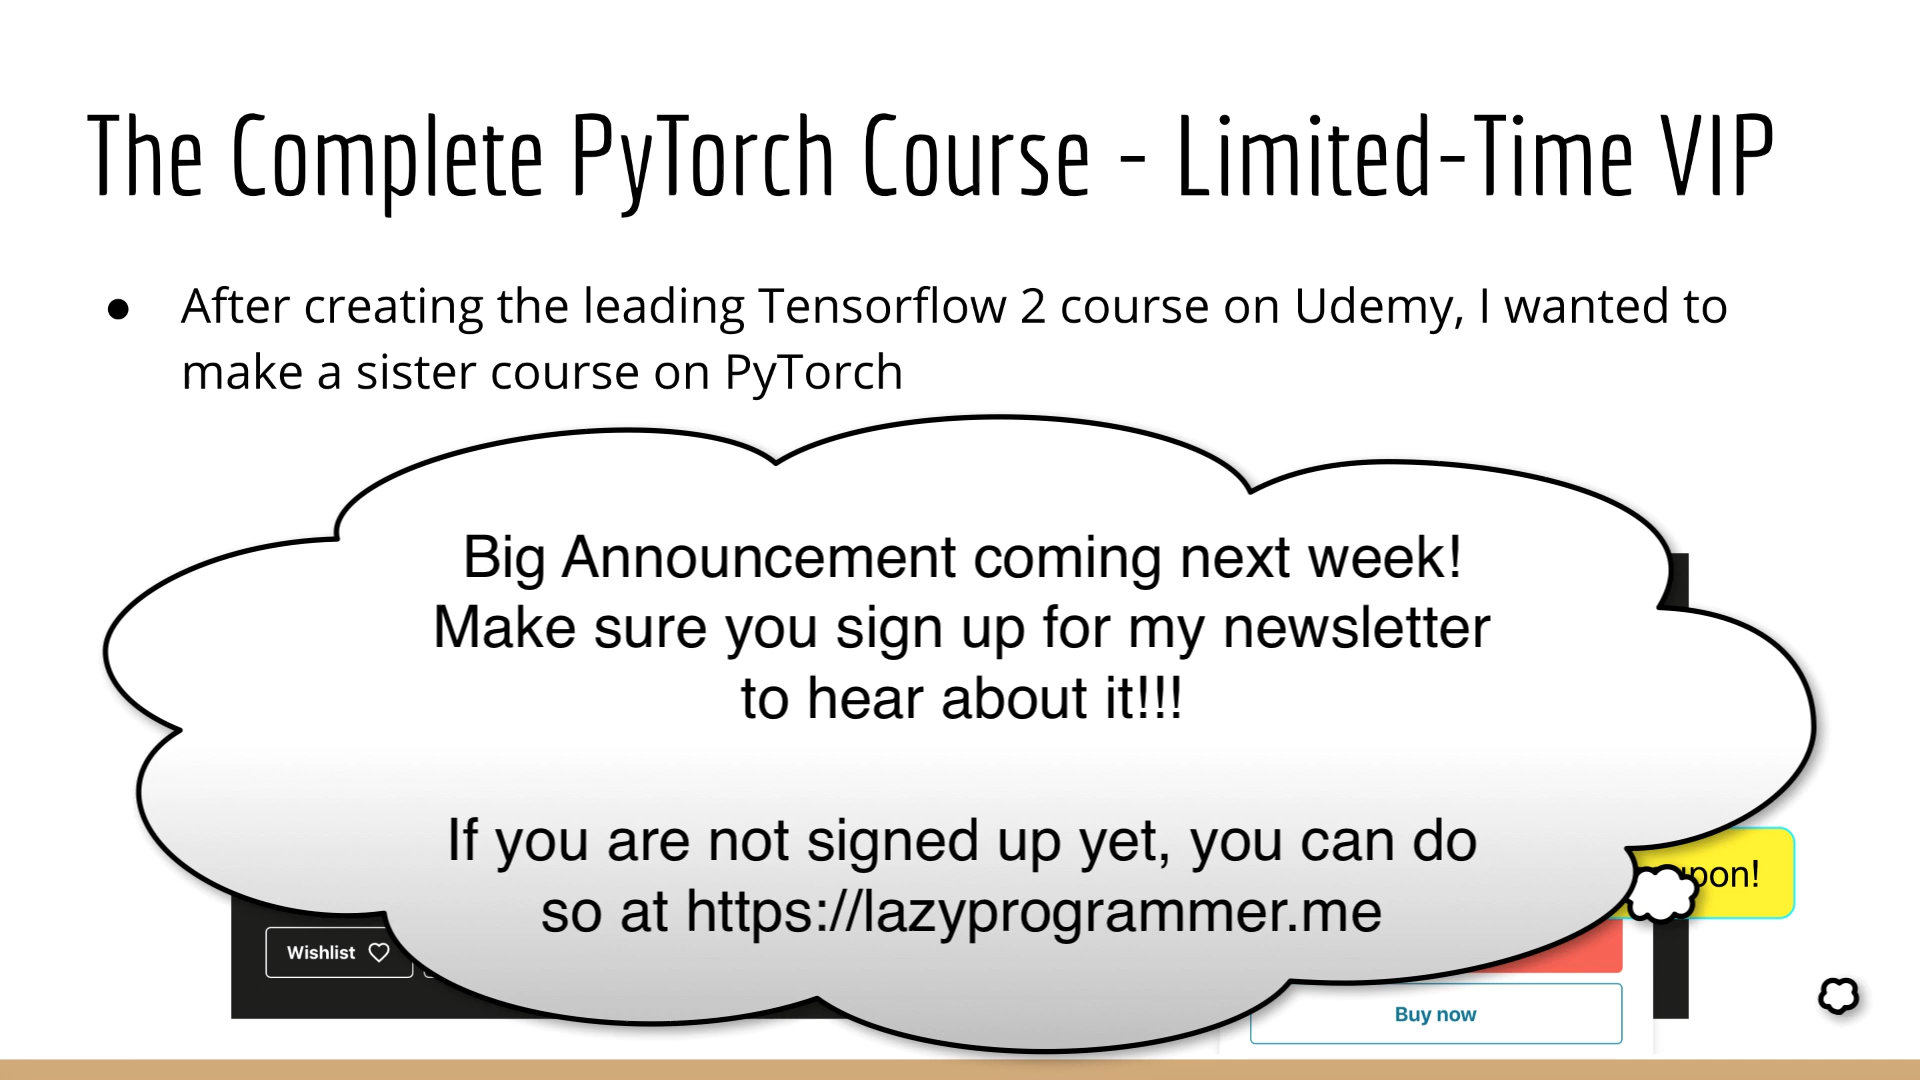 The Complete PyTorch Course - Limited-Time VIP
● After creating the leading Tensorflow 2 course on Udemy, I wanted to
make a sister course on PyTorch
Big Announcement coming next week!
Make sure you sign up for my newsletter
to hear about it!!!
If you are not signed up yet, you can do
so at https://lazyprogrammer.me
Wishlist
Buy now